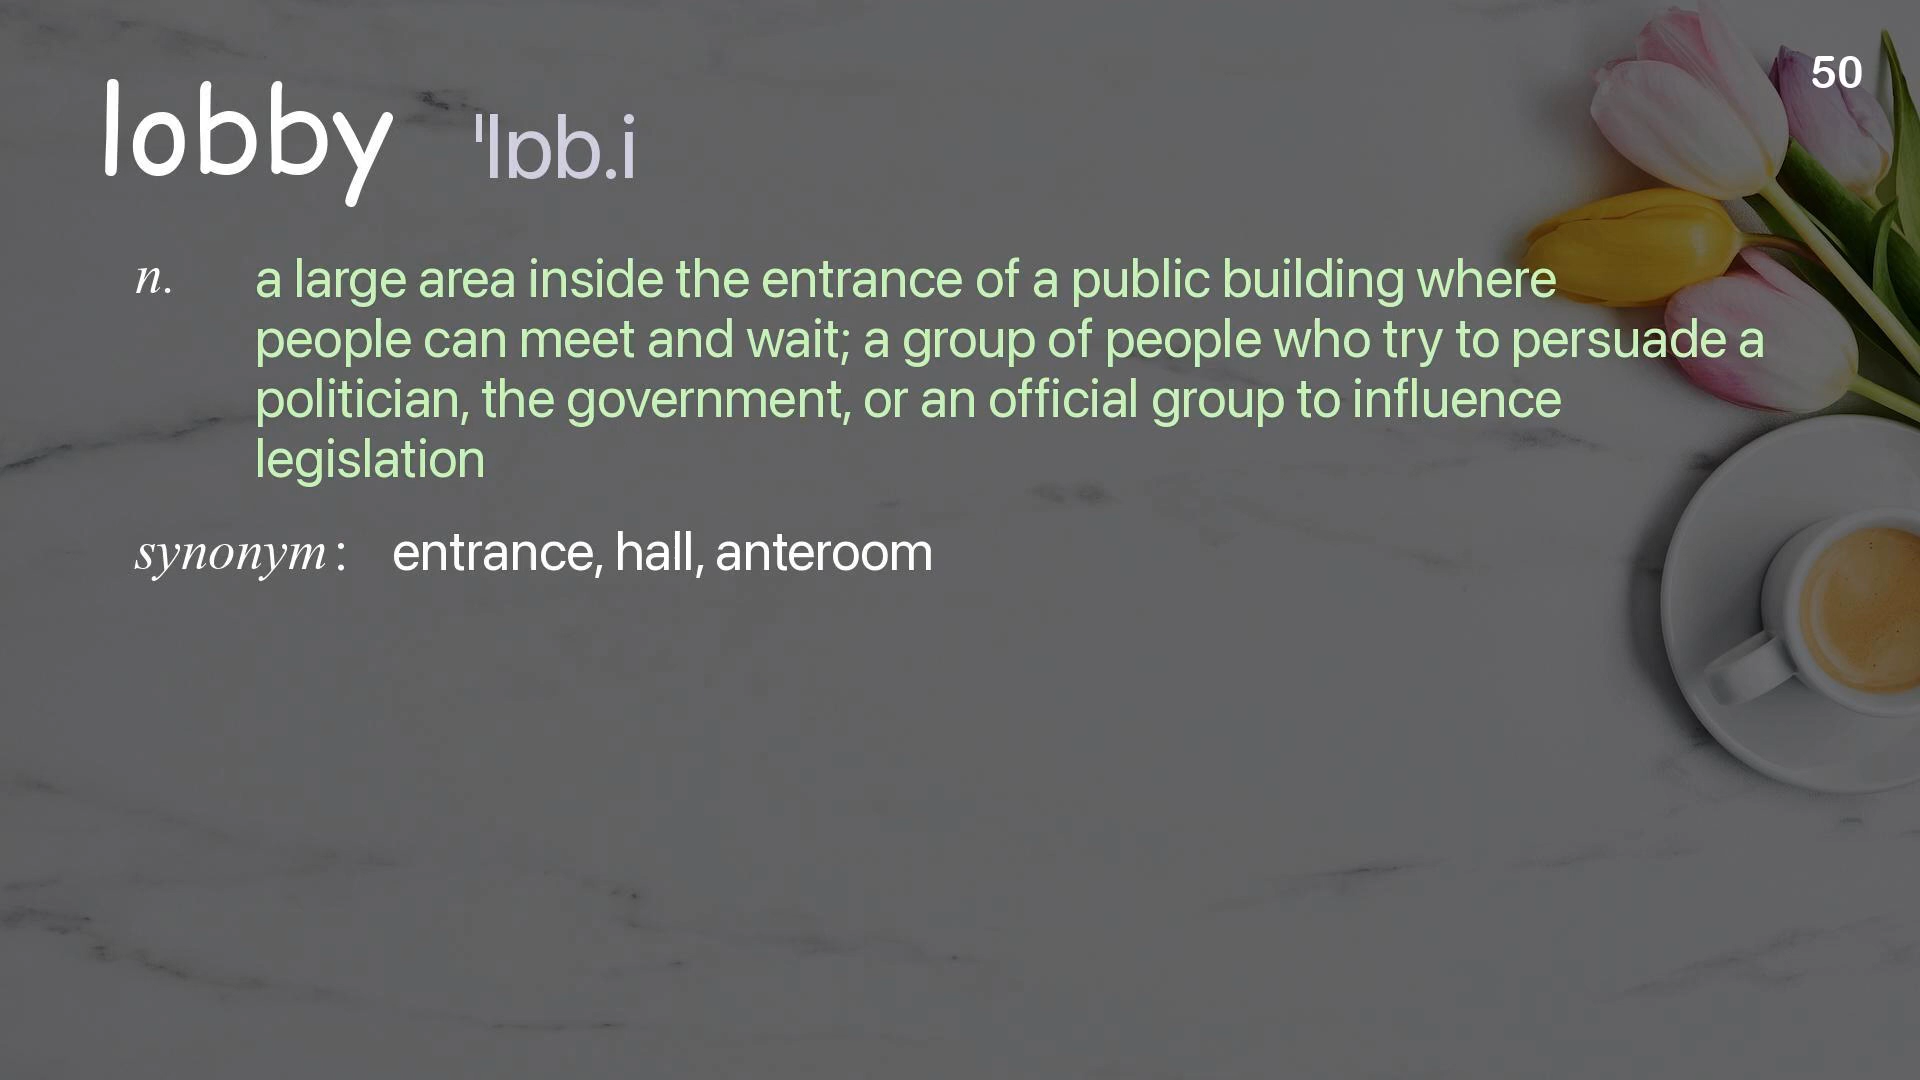 50
lobby ˈlɒb.i
n. a large area inside the entrance of a public building where
people can meet and wait; a group of people who try to persuade a
politician, the government, or an official group to influence
legislation
synonym : entrance, hall, anteroom